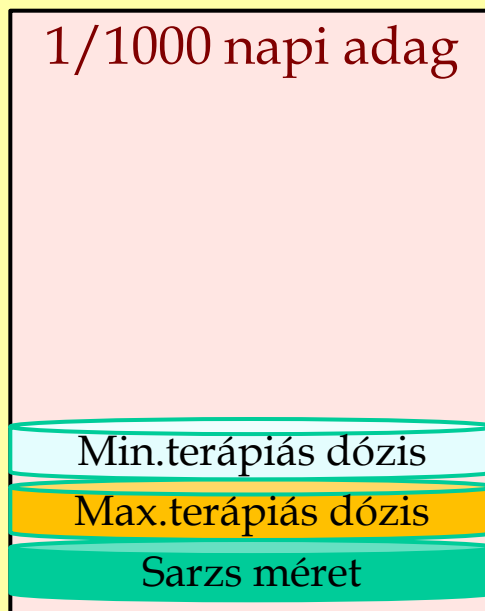 1/1000 napi adag
Min.terápiás dózis
Max.terápiás dózis
Sarzs méret